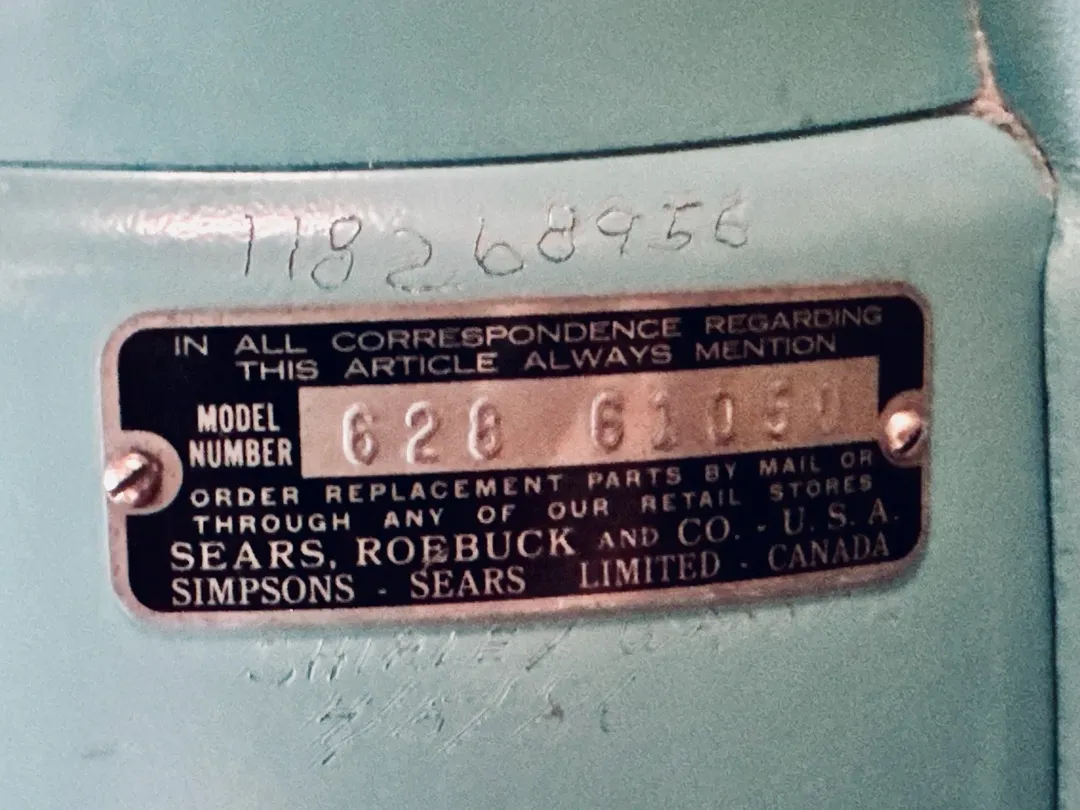 118268956
IN ALL CORRESPONDENCE REGARDING
THIS ARTICLE ALWAYS MENTION
MODEL
NUMBER
628 61050
ORDER REPLACEMENT PARTS BY MAIL OR
THROUGH ANY OF OUR RETAIL STORES
SEARS, ROEBUCK AND CO. - U. S. A.
SIMPSONS - SEARS LIMITED - CANADA
SHIRLEY